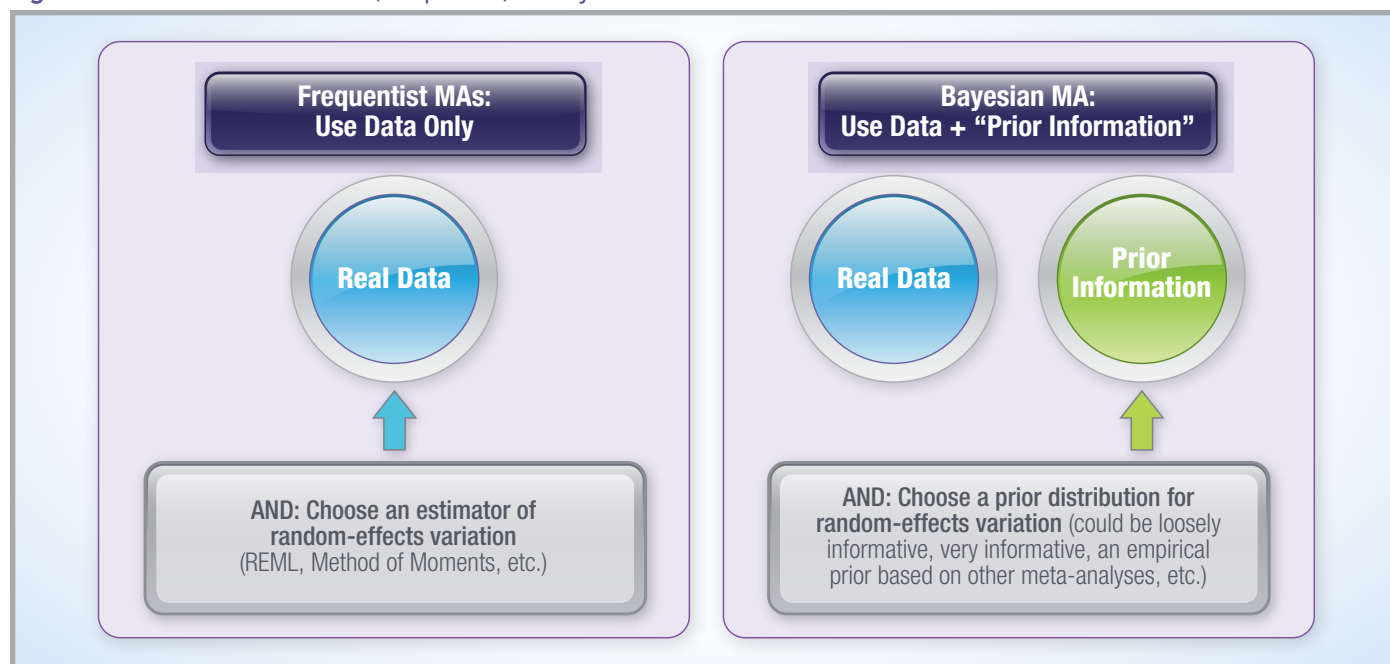 Frequentist MAs:
Use Data Only
Real Data
AND: Choose an estimator of
random-effects variation
(REML, Method of Moments, etc.)
Bayesian MA:
Use Data + “Prior Information”
Real Data
Prior
Information
AND: Choose a prior distribution for
random-effects variation (could be loosely
informative, very informative, an empirical
prior based on other meta-analyses, etc.)